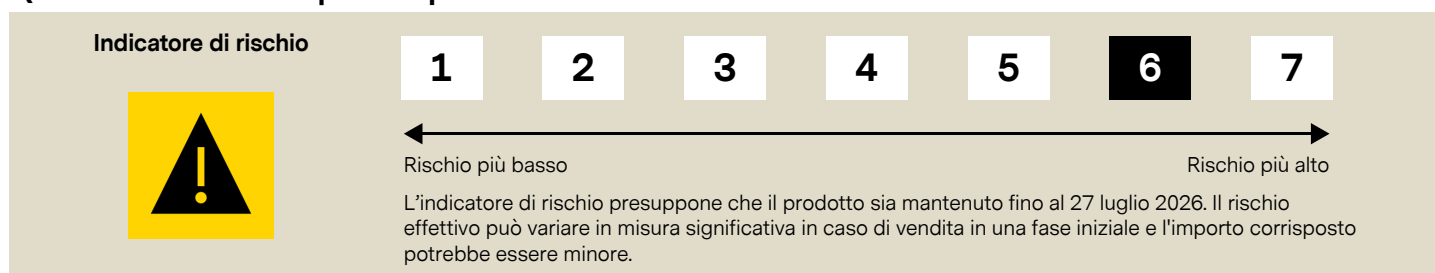 Indicatore di rischio
1 2 3 4 5 6 7
Rischio più basso Rischio più alto
L'indicatore di rischio presuppone che il prodotto sia mantenuto fino al 27 luglio 2026. Il rischio
effettivo può variare in misura significativa in caso di vendita in una fase iniziale e l'importo corrisposto
potrebbe essere minore.